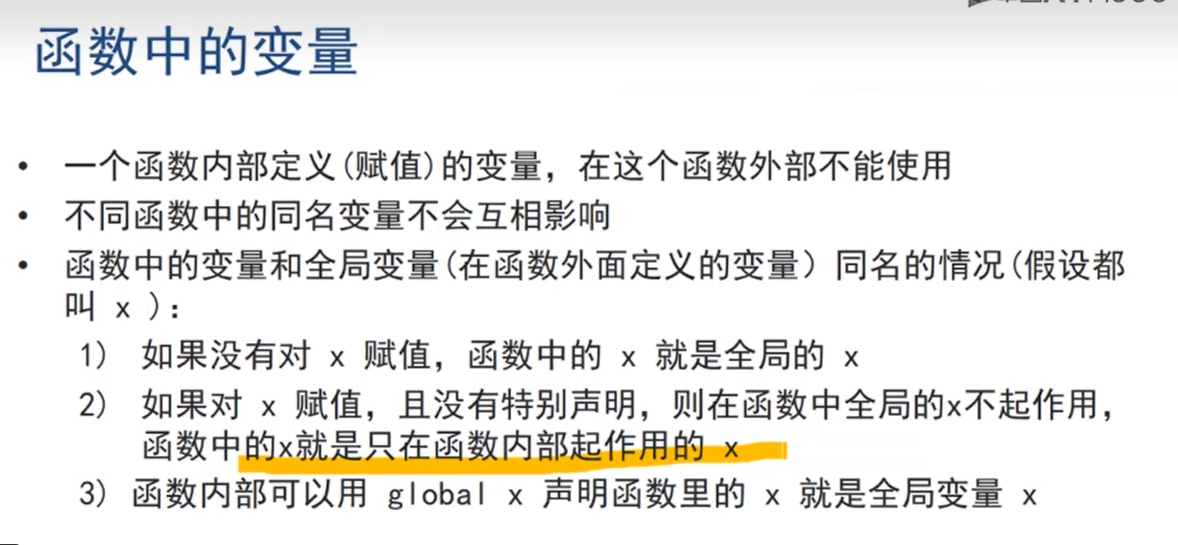 函数中的变量
• 一个函数内部定义(赋值)的变量，在这个函数外部不能使用
• 不同函数中的同名变量不会互相影响
• 函数中的变量和全局变量(在函数外面定义的变量）同名的情况(假设都
叫 x )：
1) 如果没有对 x 赋值，函数中的 x 就是全局的 x
2) 如果对 x 赋值，且没有特别声明，则在函数中全局的x不起作用，
函数中的x就是只在函数内部起作用的 x
3) 函数内部可以用 global x 声明函数里的 x 就是全局变量 x